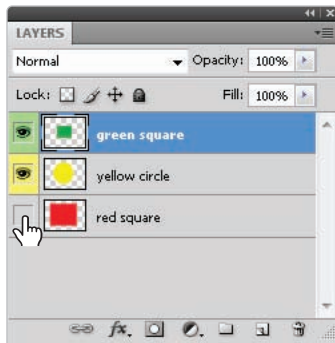 LAYERS
Normal Opacity: 100%
Lock: Fill: 100%
green square
yellow circle
red square
fx.